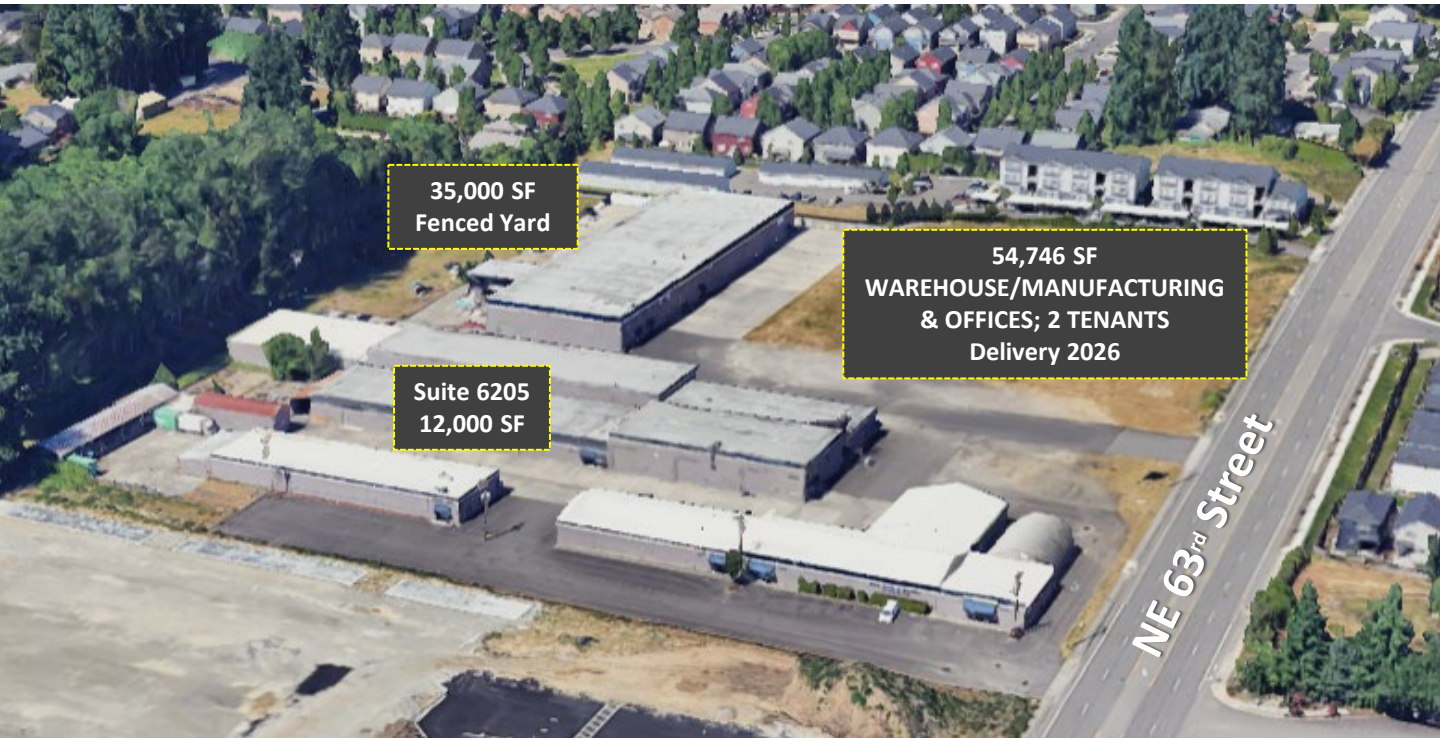 35,000 SF
Fenced Yard
54,746 SF
WAREHOUSE/MANUFACTURING
& OFFICES; 2 TENANTS
Delivery 2026
Suite 6205
12,000 SF
NE 63rd Street